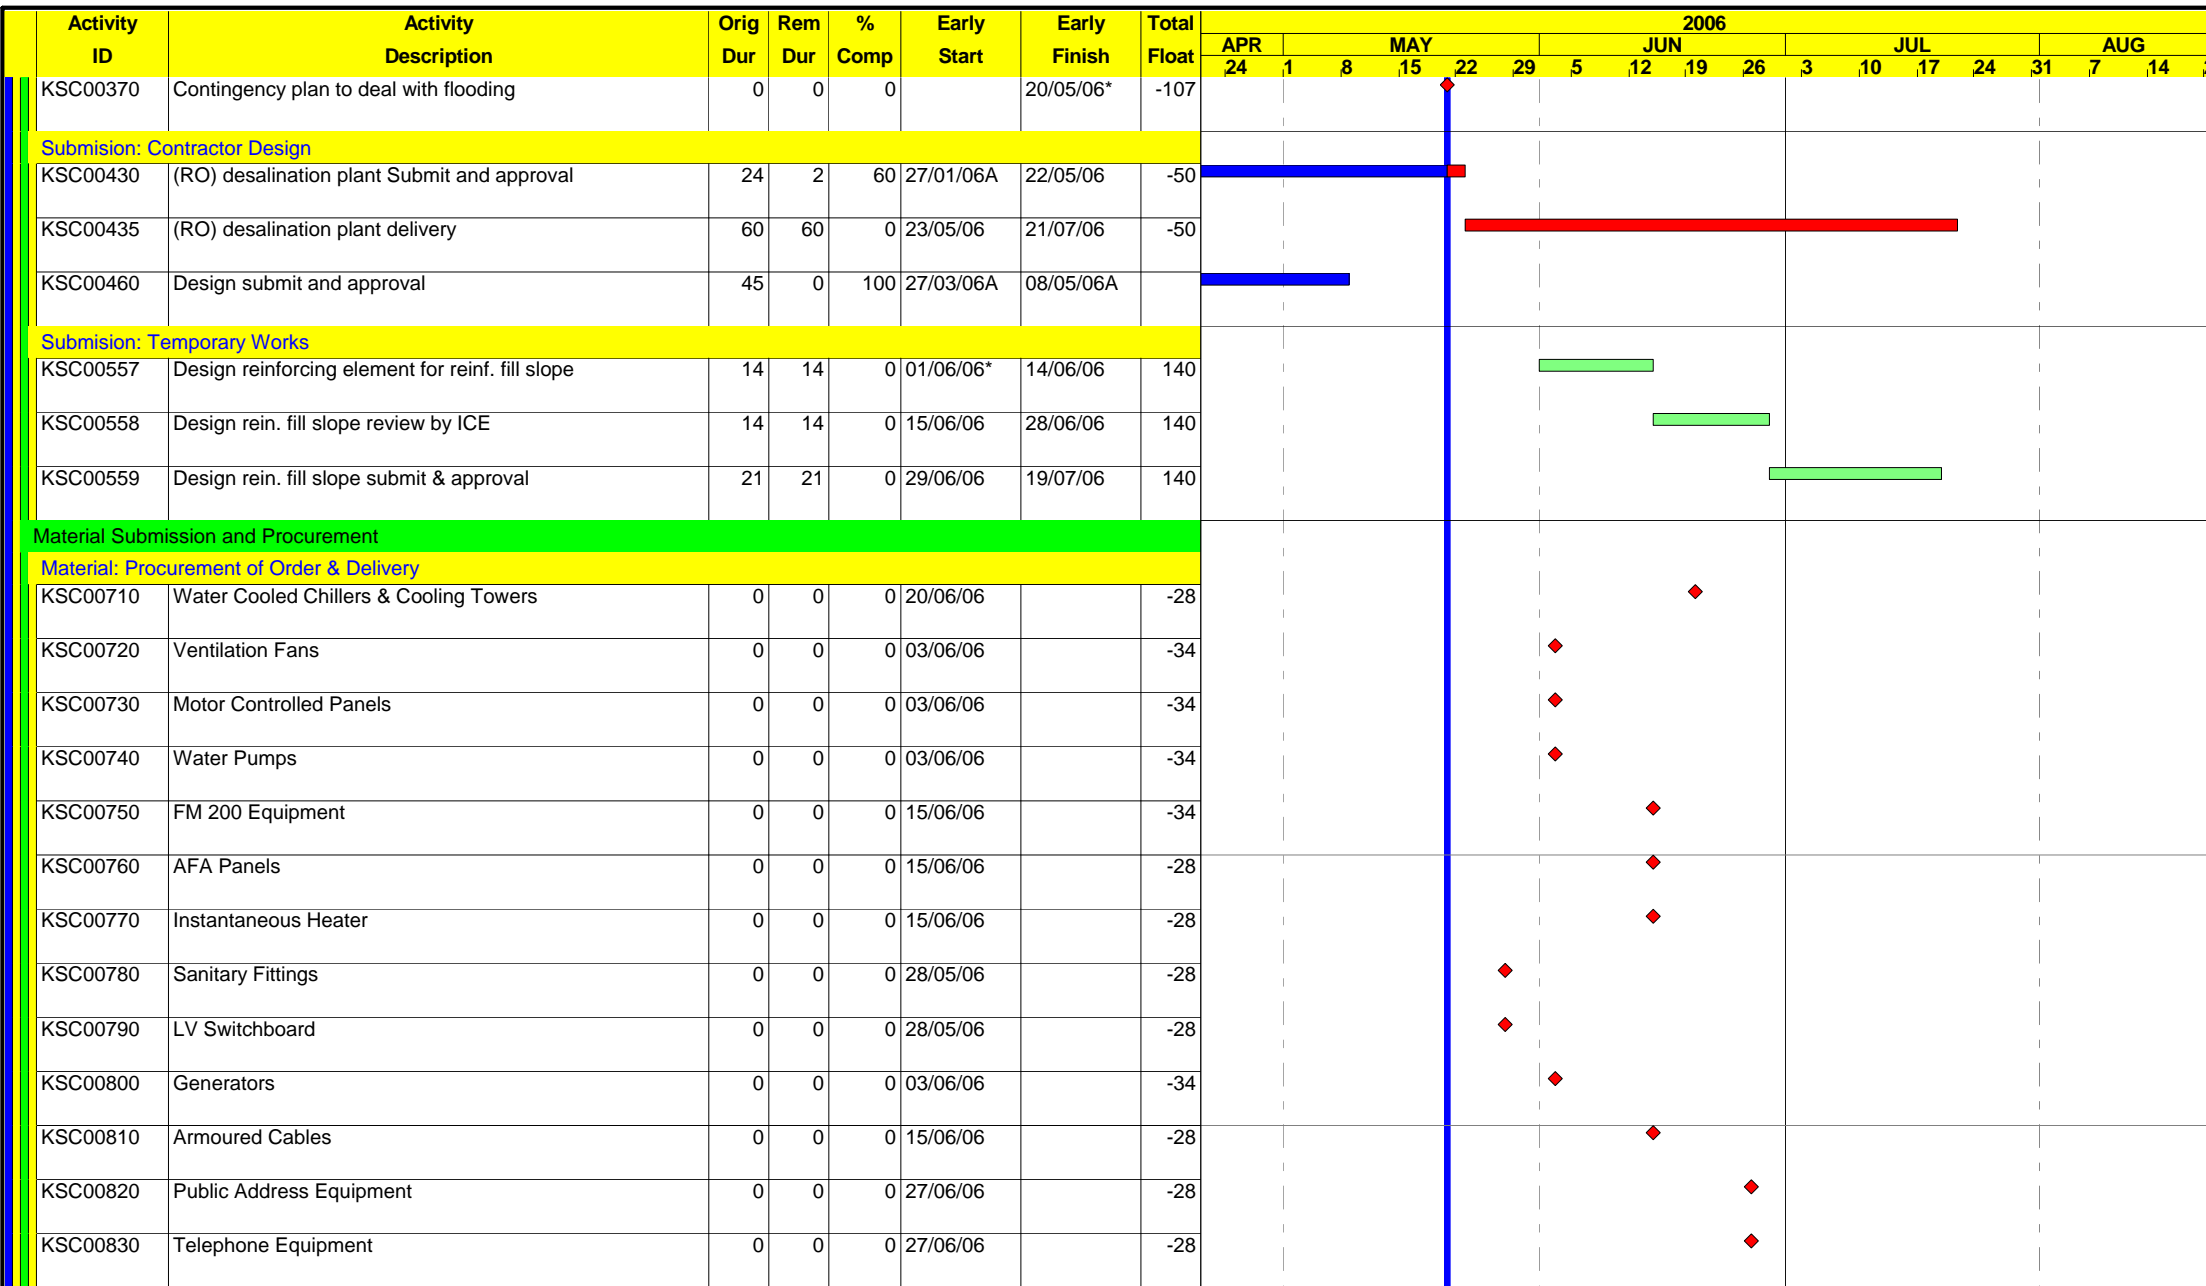 Activity Activity Orig Rem % Early Early Total 2006
ID Description Dur Dur Comp Start Finish Float APR MAY JUN JUL AUG
24 1 8 15 22 29 5 12 19 26 3 10 17 24 31 7 14
KSC00370 Contingency plan to deal with flooding 0 0 0 20/05/06* -107
Submision: Contractor Design
KSC00430 (RO) desalination plant Submit and approval 24 2 60 27/01/06A 22/05/06 -50
KSC00435 (RO) desalination plant delivery 60 60 0 23/05/06 21/07/06 -50
KSC00460 Design submit and approval 45 0 100 27/03/06A 08/05/06A
Submision: Temporary Works
KSC00557 Design reinforcing element for reinf. fill slope 14 14 0 01/06/06* 14/06/06 140
KSC00558 Design rein. fill slope review by ICE 14 14 0 15/06/06 28/06/06 140
KSC00559 Design rein. fill slope submit & approval 21 21 0 29/06/06 19/07/06 140
Material Submission and Procurement
Material: Procurement of Order & Delivery
KSC00710 Water Cooled Chillers & Cooling Towers 0 0 0 20/06/06 -28
KSC00720 Ventilation Fans 0 0 0 03/06/06 -34
KSC00730 Motor Controlled Panels 0 0 0 03/06/06 -34
KSC00740 Water Pumps 0 0 0 03/06/06 -34
KSC00750 FM 200 Equipment 0 0 0 15/06/06 -34
KSC00760 AFA Panels 0 0 0 15/06/06 -28
KSC00770 Instantaneous Heater 0 0 0 15/06/06 -28
KSC00780 Sanitary Fittings 0 0 0 28/05/06 -28
KSC00790 LV Switchboard 0 0 0 28/05/06 -28
KSC00800 Generators 0 0 0 03/06/06 -34
KSC00810 Armoured Cables 0 0 0 15/06/06 -28
KSC00820 Public Address Equipment 0 0 0 27/06/06 -28
KSC00830 Telephone Equipment 0 0 0 27/06/06 -28